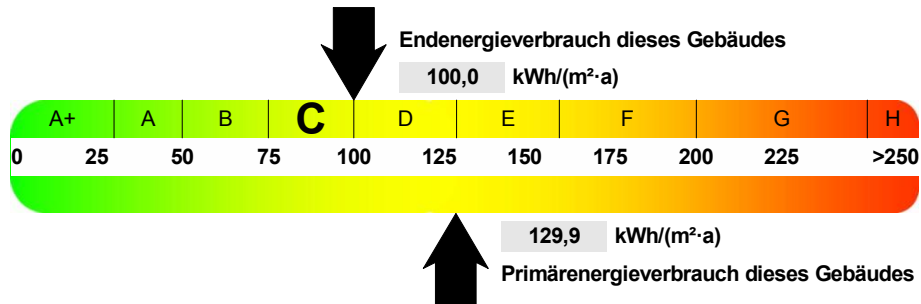 Endenergieverbrauch dieses Gebäudes
100,0 kWh/(m²·a)
A+ A B C D E F G H
0 25 50 75 100 125 150 175 200 225 >250
129,9 kWh/(m²·a)
Primärenergieverbrauch dieses Gebäudes